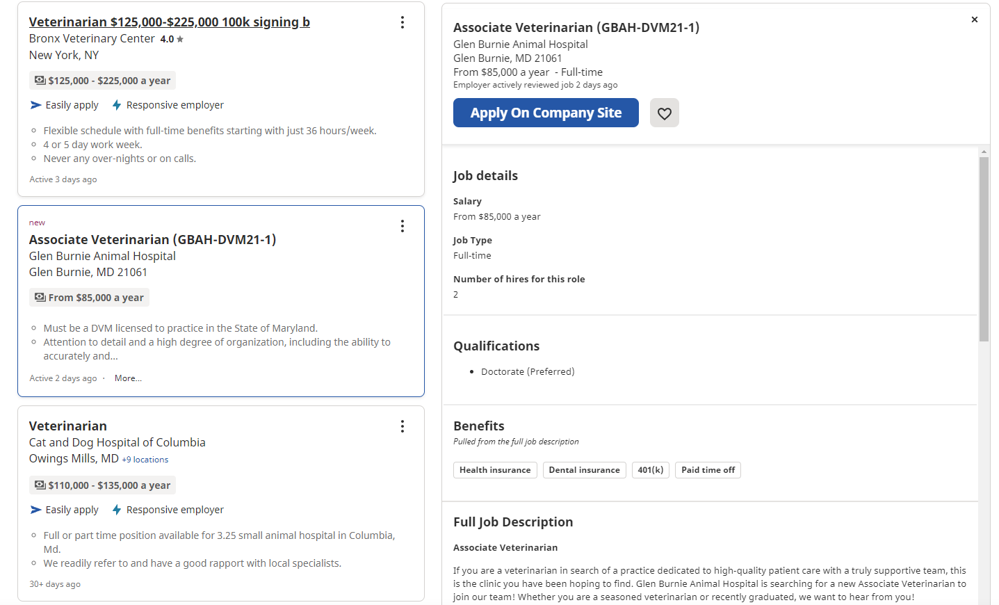 Veterinarian $125,000-$225,000 100k signing b
Bronx Veterinary Center 4.0 ★
New York, NY
$125,000 - $225,000 a year
Easily apply Responsive employer
Flexible schedule with full-time benefits starting with just 36 hours/week.
4 or 5 day work week.
Never any over-nights or on calls.
Active 3 days ago
new
Associate Veterinarian (GBAH-DVM21-1)
Glen Burnie Animal Hospital
Glen Burnie, MD 21061
From $85,000 a year
Must be a DVM licensed to practice in the State of Maryland.
Attention to detail and a high degree of organization, including the ability to
accurately and...
Active 2 days ago · More...
Veterinarian
Cat and Dog Hospital of Columbia
Owings Mills, MD +9 locations
$110,000 - $135,000 a year
Easily apply Responsive employer
Full or part time position available for 3.25 small animal hospital in Columbia,
Md.
We readily refer to and have a good rapport with local specialists.
30+ days ago
Associate Veterinarian (GBAH-DVM21-1)
Glen Burnie Animal Hospital
Glen Burnie, MD 21061
From $85,000 a year - Full-time
Employer actively reviewed job 2 days ago
Apply On Company Site
Job details
Salary
From $85,000 a year
Job Type
Full-time
Number of hires for this role
2
Qualifications
Doctorate (Preferred)
Benefits
Pulled from the full job description
Health insurance Dental insurance 401(k) Paid time off
Full Job Description
Associate Veterinarian
If you are a veterinarian in search of a practice dedicated to high-quality patient care with a truly supportive team, this
is the clinic you have been hoping to find. Glen Burnie Animal Hospital is searching for a new Associate Veterinarian to
join our team! Whether you are a seasoned veterinarian or recently graduated, we want to hear from you!